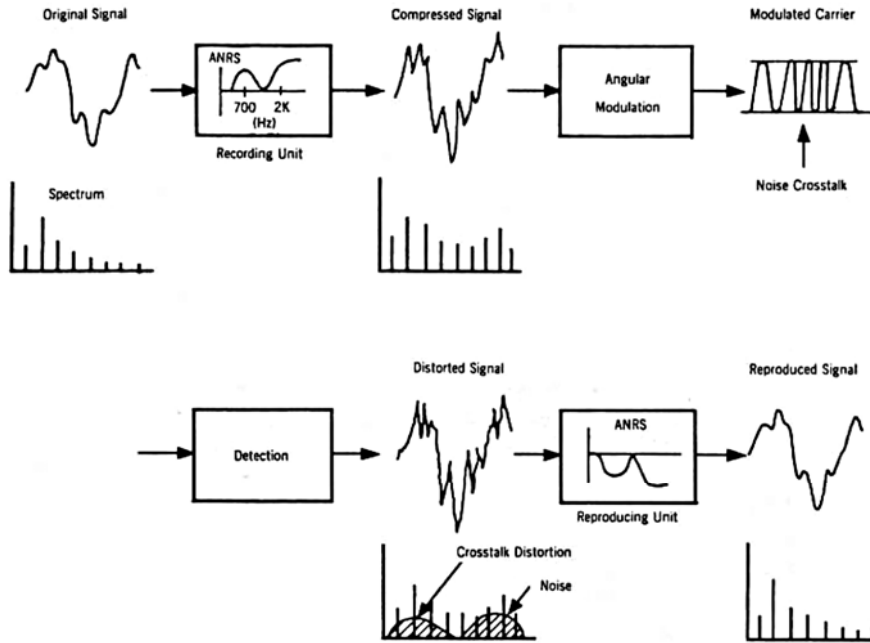 Original Signal
Compressed Signal
Modulated Carrier
ANRS
700 2K
(Hz)
Angular
Modulation
Recording Unit
Noise Crosstalk
Spectrum
Distorted Signal
Reproduced Signal
Detection
ANRS
Reproducing Unit
Crosstalk Distortion
Noise